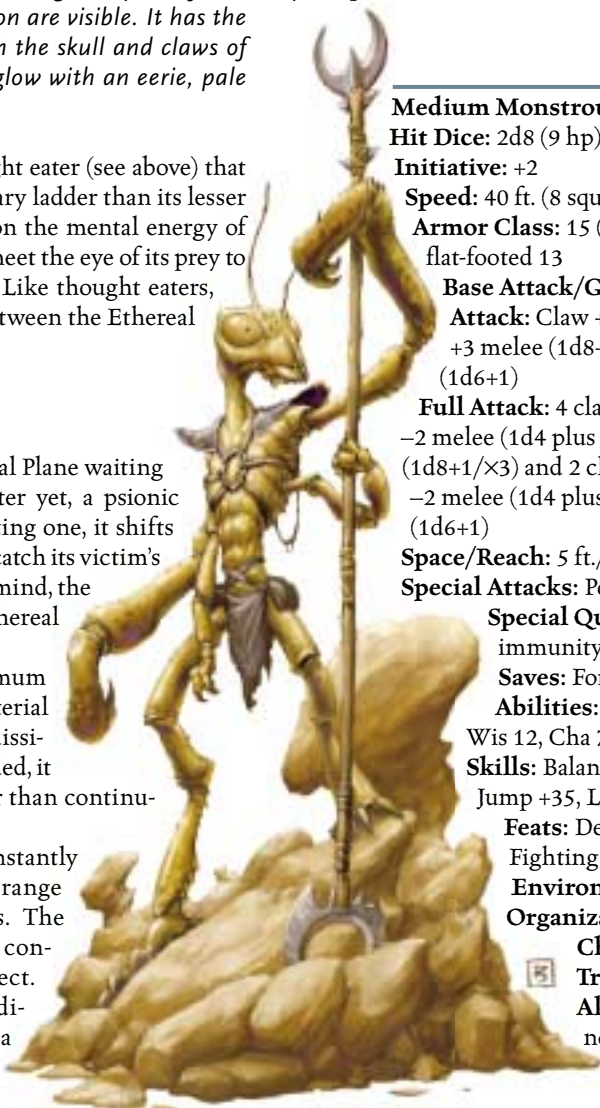 on are visible. It has the
n the skull and claws of
glow with an eerie, pale
ght eater (see above) that
ary ladder than its lesser
on the mental energy of
meet the eye of its prey to
Like thought eaters,
tween the Ethereal
al Plane waiting
ter yet, a psionic
ting one, it shifts
catch its victim’s
mind, the
hereal
mum
terial
lissi-
led, it
r than continu-
nstantly
range
s. The
con-
ect.
di-
a
Medium Monstrou
Hit Dice: 2d8 (9 hp)
Initiative: +2
Speed: 40 ft. (8 squ
Armor Class: 15 (
flat-footed 13
Base Attack/G
Attack: Claw +
+3 melee (1d8-
(1d6+1)
Full Attack: 4 cla
–2 melee (1d4 plus
(1d8+1/×3) and 2 cl
–2 melee (1d4 plus
(1d6+1)
Space/Reach: 5 ft./
Special Attacks: Po
Special Qu
immunity
Saves: For
Abilities:
Wis 12, Cha 7
Skills: Balan
Jump +35, L
Feats: De
Fighting
Environ
Organiza
Ch
Tr
Al
ne